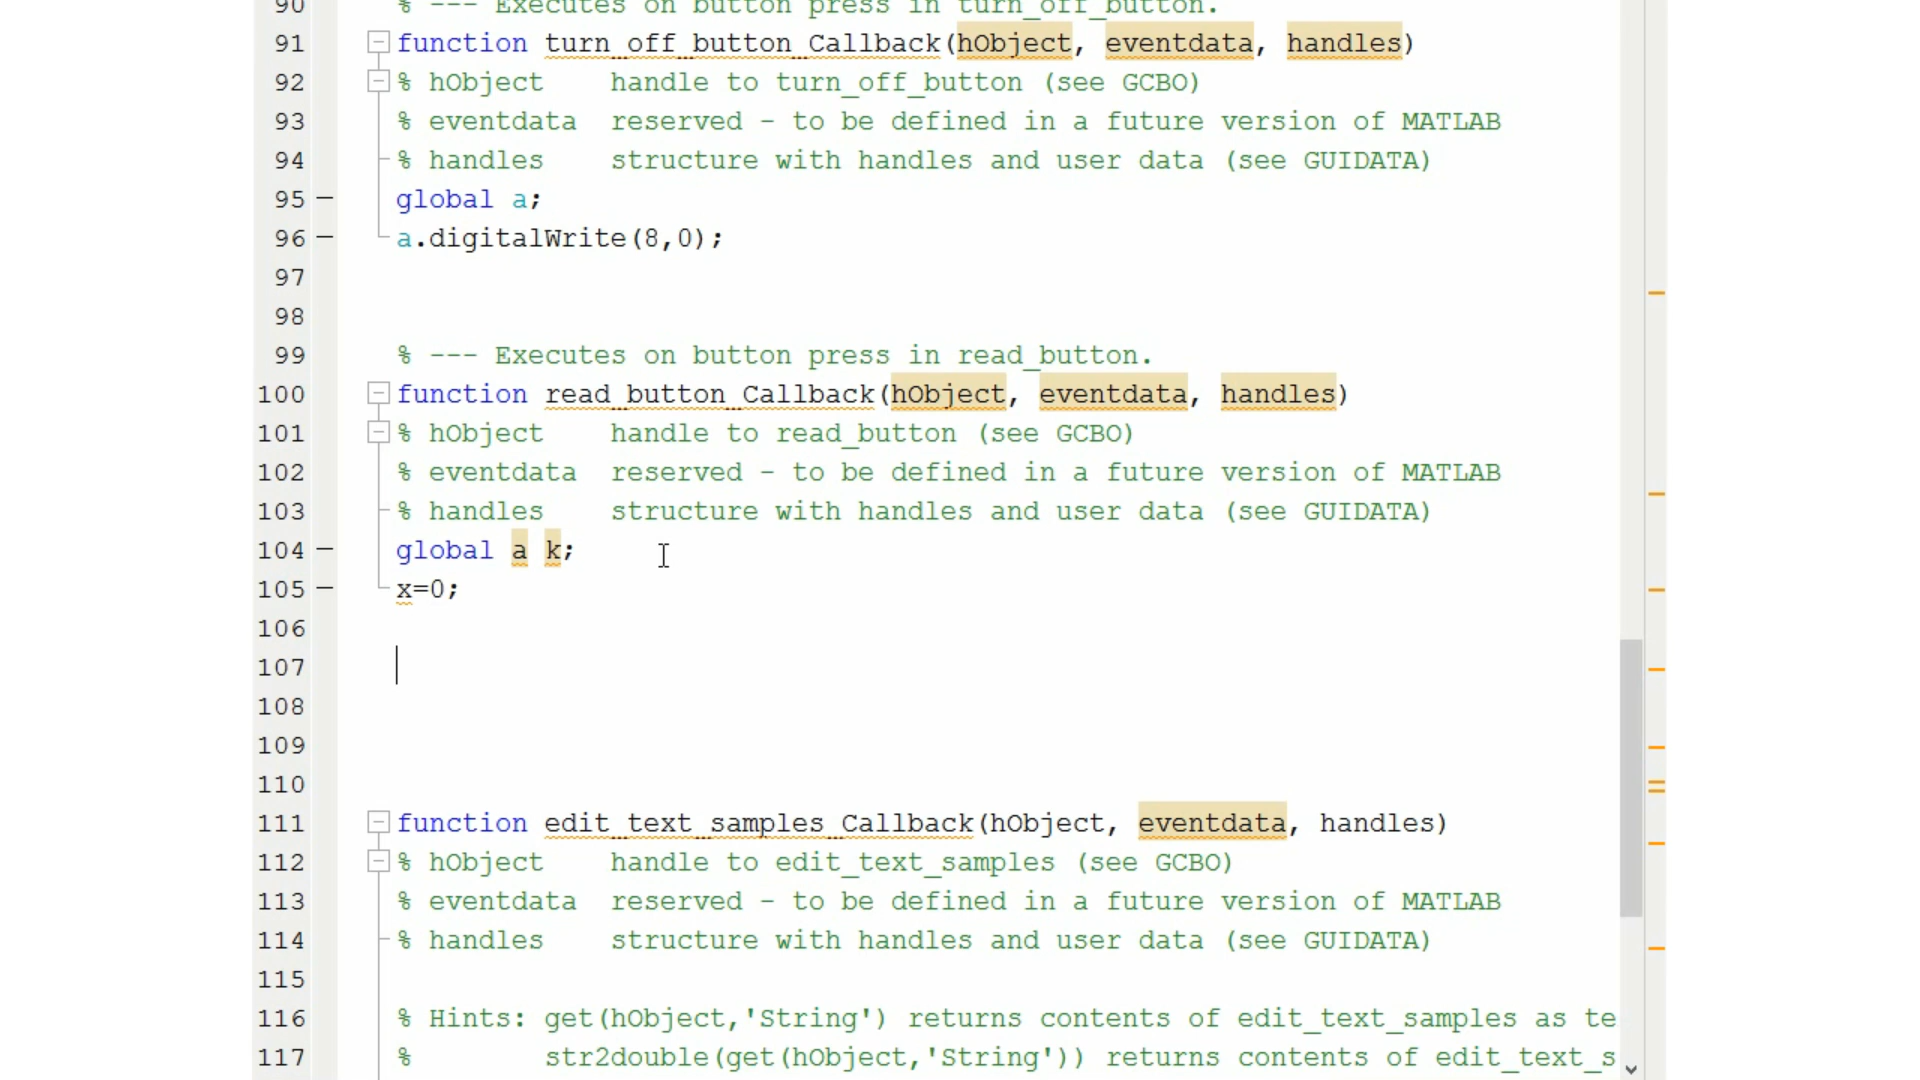 90 % --- Executes on button press in turn_off_button.
91 function turn_off_button_Callback(hObject, eventdata, handles)
92 % hObject    handle to turn_off_button (see GCBO)
93 % eventdata  reserved - to be defined in a future version of MATLAB
94 % handles    structure with handles and user data (see GUIDATA)
95 global a;
96 a.digitalWrite(8,0);
97
98
99 % --- Executes on button press in read_button.
100 function read_button_Callback(hObject, eventdata, handles)
101 % hObject    handle to read_button (see GCBO)
102 % eventdata  reserved - to be defined in a future version of MATLAB
103 % handles    structure with handles and user data (see GUIDATA)
104 global a k;
105 x=0;
106
107
108
109
110
111 function edit_text_samples_Callback(hObject, eventdata, handles)
112 % hObject    handle to edit_text_samples (see GCBO)
113 % eventdata  reserved - to be defined in a future version of MATLAB
114 % handles    structure with handles and user data (see GUIDATA)
115
116 % Hints: get(hObject,'String') returns contents of edit_text_samples as te
117 %        str2double(get(hObject,'String')) returns contents of edit_text_s